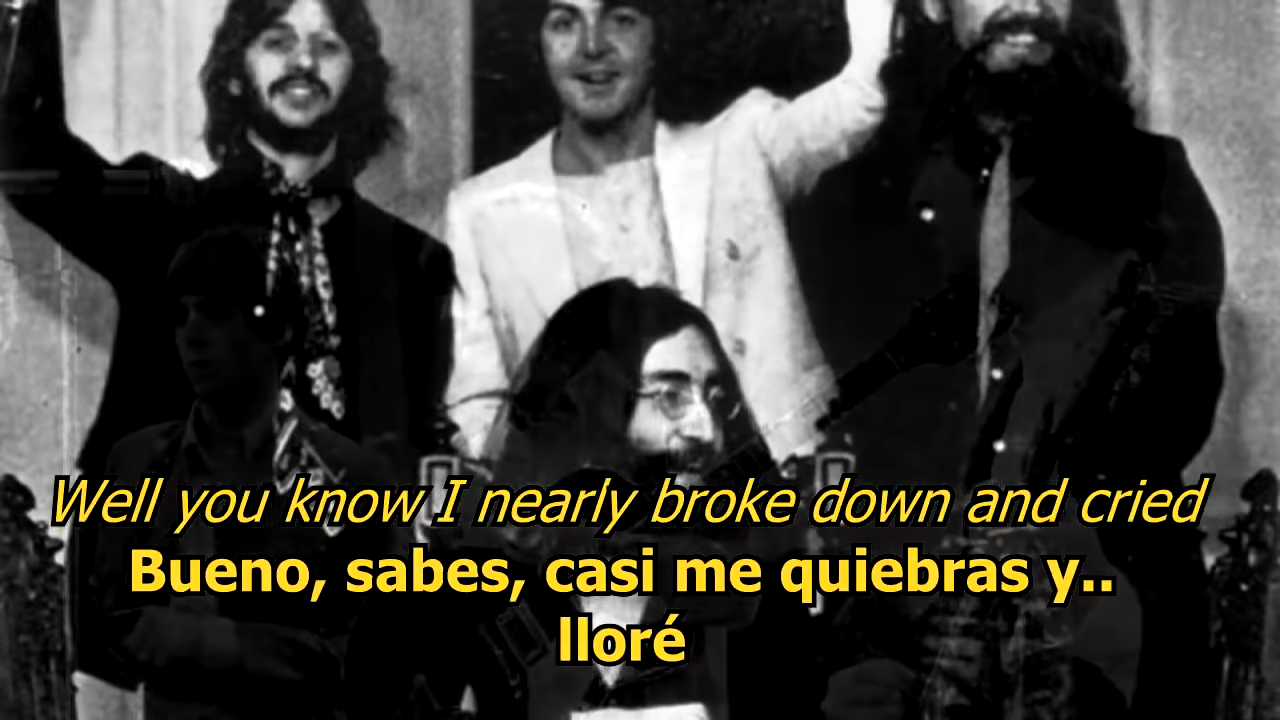 Well you know I nearly broke down and cried
Bueno, sabes, casi me quiebras y..
lloré